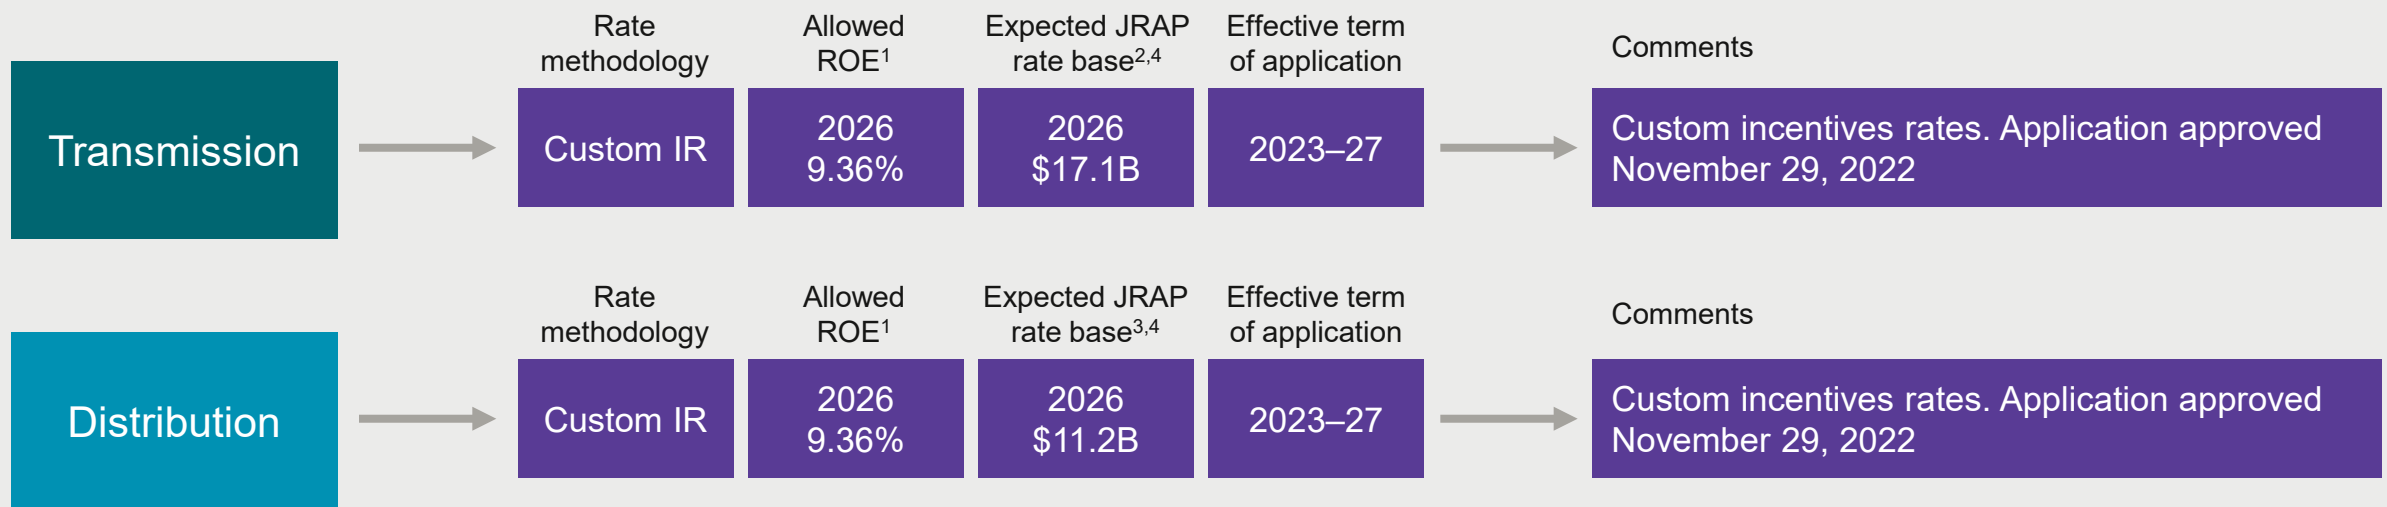 Rate
methodology
Allowed
ROE¹
Expected JRAP
rate base²,⁴
Effective term
of application
Comments
Transmission
Custom IR
2026
9.36%
2026
$17.1B
2023–27
Custom incentives rates. Application approved
November 29, 2022
Rate
methodology
Allowed
ROE¹
Expected JRAP
rate base³,⁴
Effective term
of application
Comments
Distribution
Custom IR
2026
9.36%
2026
$11.2B
2023–27
Custom incentives rates. Application approved
November 29, 2022